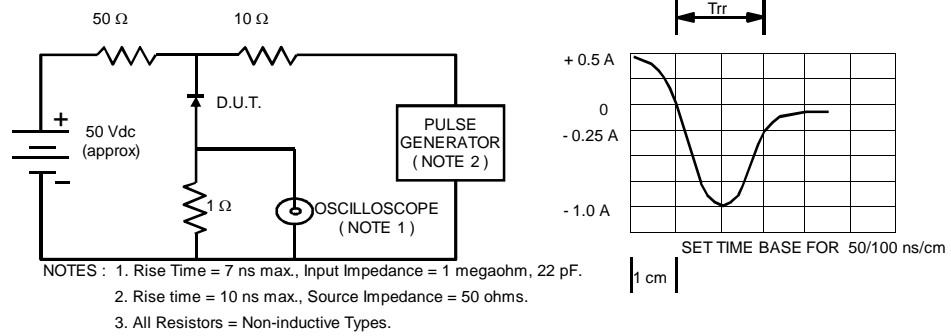 50 Ω
10 Ω
D.U.T.
+
50 Vdc
(approx)
−
1 Ω
OSCILLOSCOPE
( NOTE 1 )
PULSE
GENERATOR
( NOTE 2 )
Trr
+ 0.5 A
0
- 0.25 A
- 1.0 A
SET TIME BASE FOR 50/100 ns/cm
1 cm
NOTES : 1. Rise Time = 7 ns max., Input Impedance = 1 megaohm, 22 pF.
2. Rise time = 10 ns max., Source Impedance = 50 ohms.
3. All Resistors = Non-inductive Types.